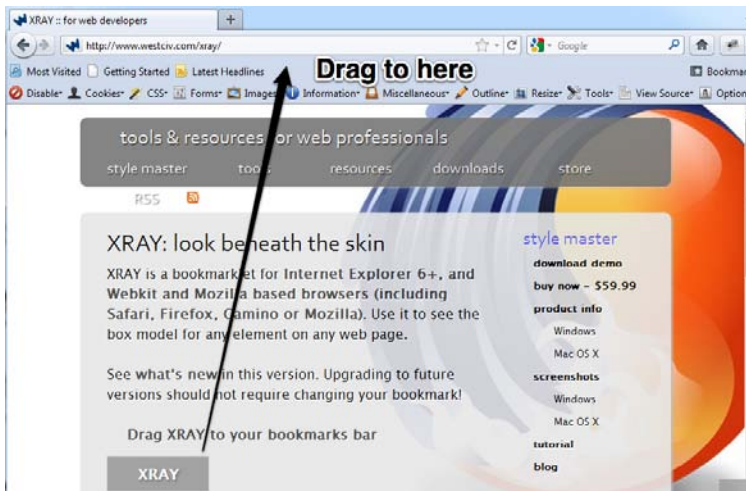 XRAY :: for web developers
http://www.westciv.com/xray/
Google
Most Visited Getting Started Latest Headlines
Drag to here
Bookmar
Disable Cookies CSS Forms Images Information Miscellaneous Outline Resize Tools View Source Option
tools & resources for web professionals
style master tools resources downloads store
RSS
XRAY: look beneath the skin
XRAY is a bookmarklet for Internet Explorer 6+, and
Webkit and Mozilla based browsers (including
Safari, Firefox, Camino or Mozilla). Use it to see the
box model for any element on any web page.
See what's new in this version. Upgrading to future
versions should not require changing your bookmark!
Drag XRAY to your bookmarks bar
XRAY
style master
download demo
buy now - $59.99
product info
Windows
Mac OS X
screenshots
Windows
Mac OS X
tutorial
blog